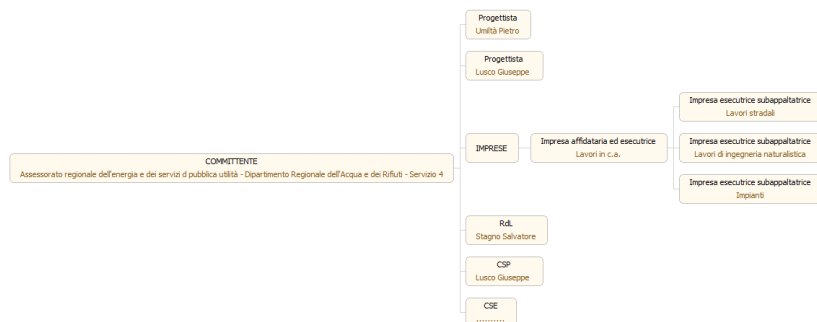 Progettista
Umiltà Pietro
Progettista
Lusco Giuseppe
Impresa esecutrice subappaltatrice
Lavori stradali
IMPRESE
Impresa affidataria ed esecutrice
Lavori in c.a.
Impresa esecutrice subappaltatrice
Lavori di ingegneria naturalistica
COMMITTENTE
Assessorato regionale dell'energia e dei servizi d pubblica utilità - Dipartimento Regionale dell'Acqua e dei Rifiuti - Servizio 4
Impresa esecutrice subappaltatrice
Impianti
RdL
Stagno Salvatore
CSP
Lusco Giuseppe
CSE
..........